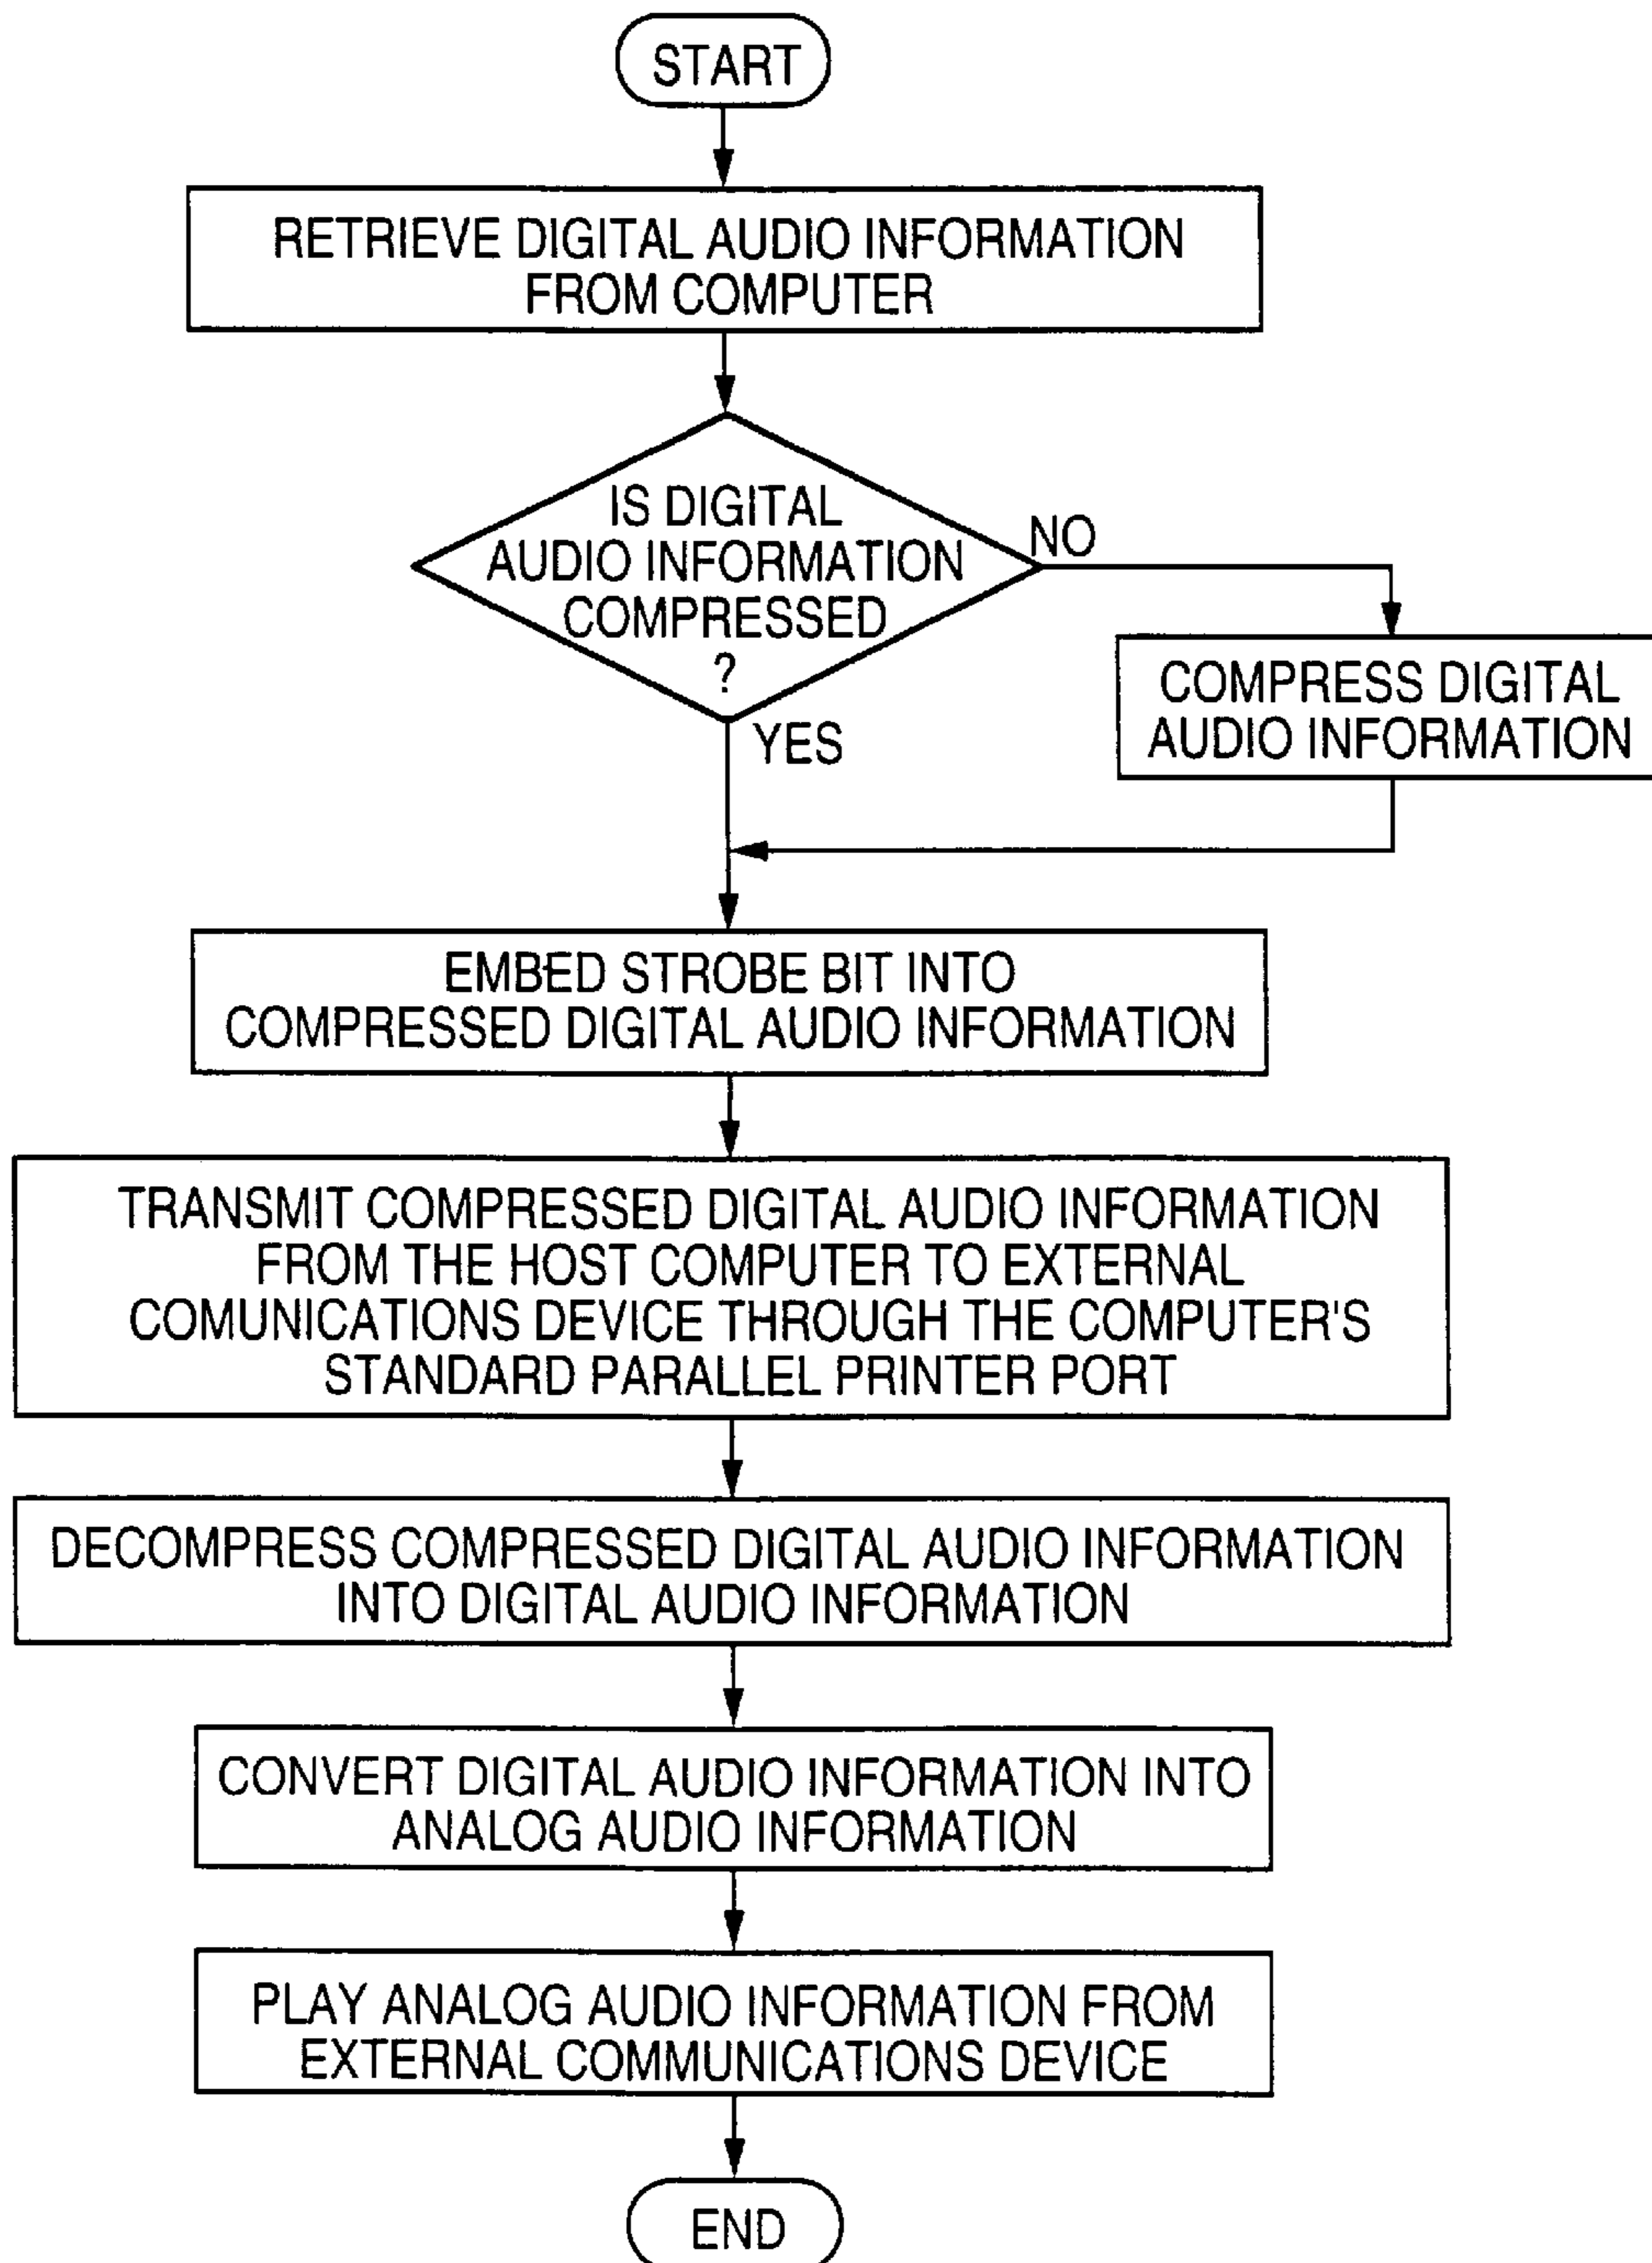 START
RETRIEVE DIGITAL AUDIO INFORMATION
FROM COMPUTER
IS DIGITAL
AUDIO INFORMATION
COMPRESSED
?
NO
COMPRESS DIGITAL
AUDIO INFORMATION
YES
EMBED STROBE BIT INTO
COMPRESSED DIGITAL AUDIO INFORMATION
TRANSMIT COMPRESSED DIGITAL AUDIO INFORMATION
FROM THE HOST COMPUTER TO EXTERNAL
COMUNICATIONS DEVICE THROUGH THE COMPUTER'S
STANDARD PARALLEL PRINTER PORT
DECOMPRESS COMPRESSED DIGITAL AUDIO INFORMATION
INTO DIGITAL AUDIO INFORMATION
CONVERT DIGITAL AUDIO INFORMATION INTO
ANALOG AUDIO INFORMATION
PLAY ANALOG AUDIO INFORMATION FROM
EXTERNAL COMMUNICATIONS DEVICE
END